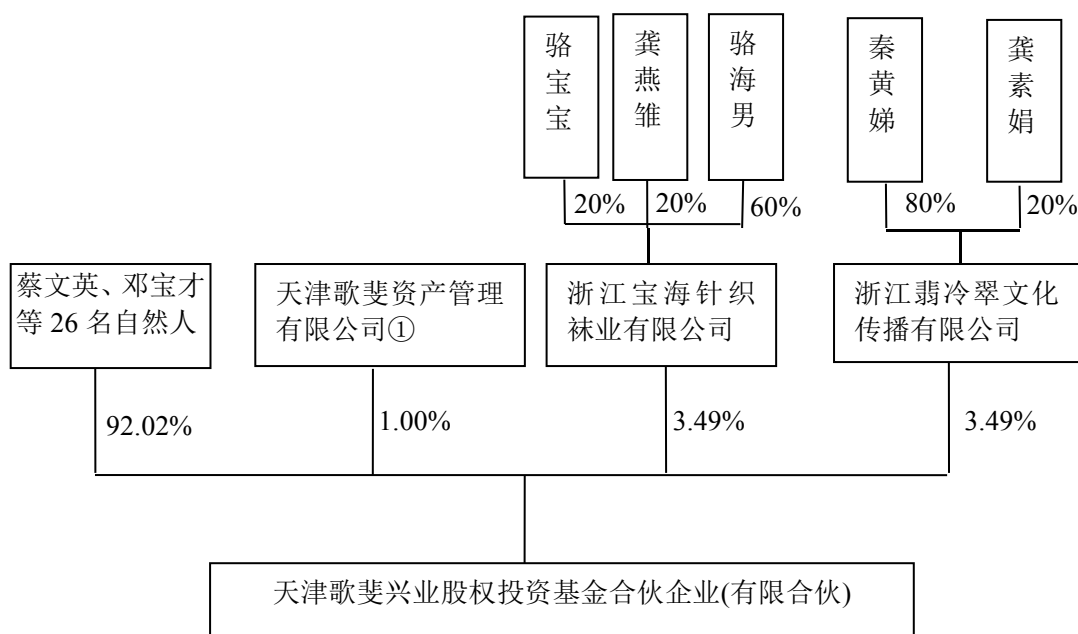 骆宝宝
龚燕雏
骆海男
秦黄娣
龚素娟
20%
20%
60%
80%
20%
蔡文英、邓宝才
等 26 名自然人
天津歌斐资产管理
有限公司①
浙江宝海针织
袜业有限公司
浙江翡冷翠文化
传播有限公司
92.02%
1.00%
3.49%
3.49%
天津歌斐兴业股权投资基金合伙企业(有限合伙)